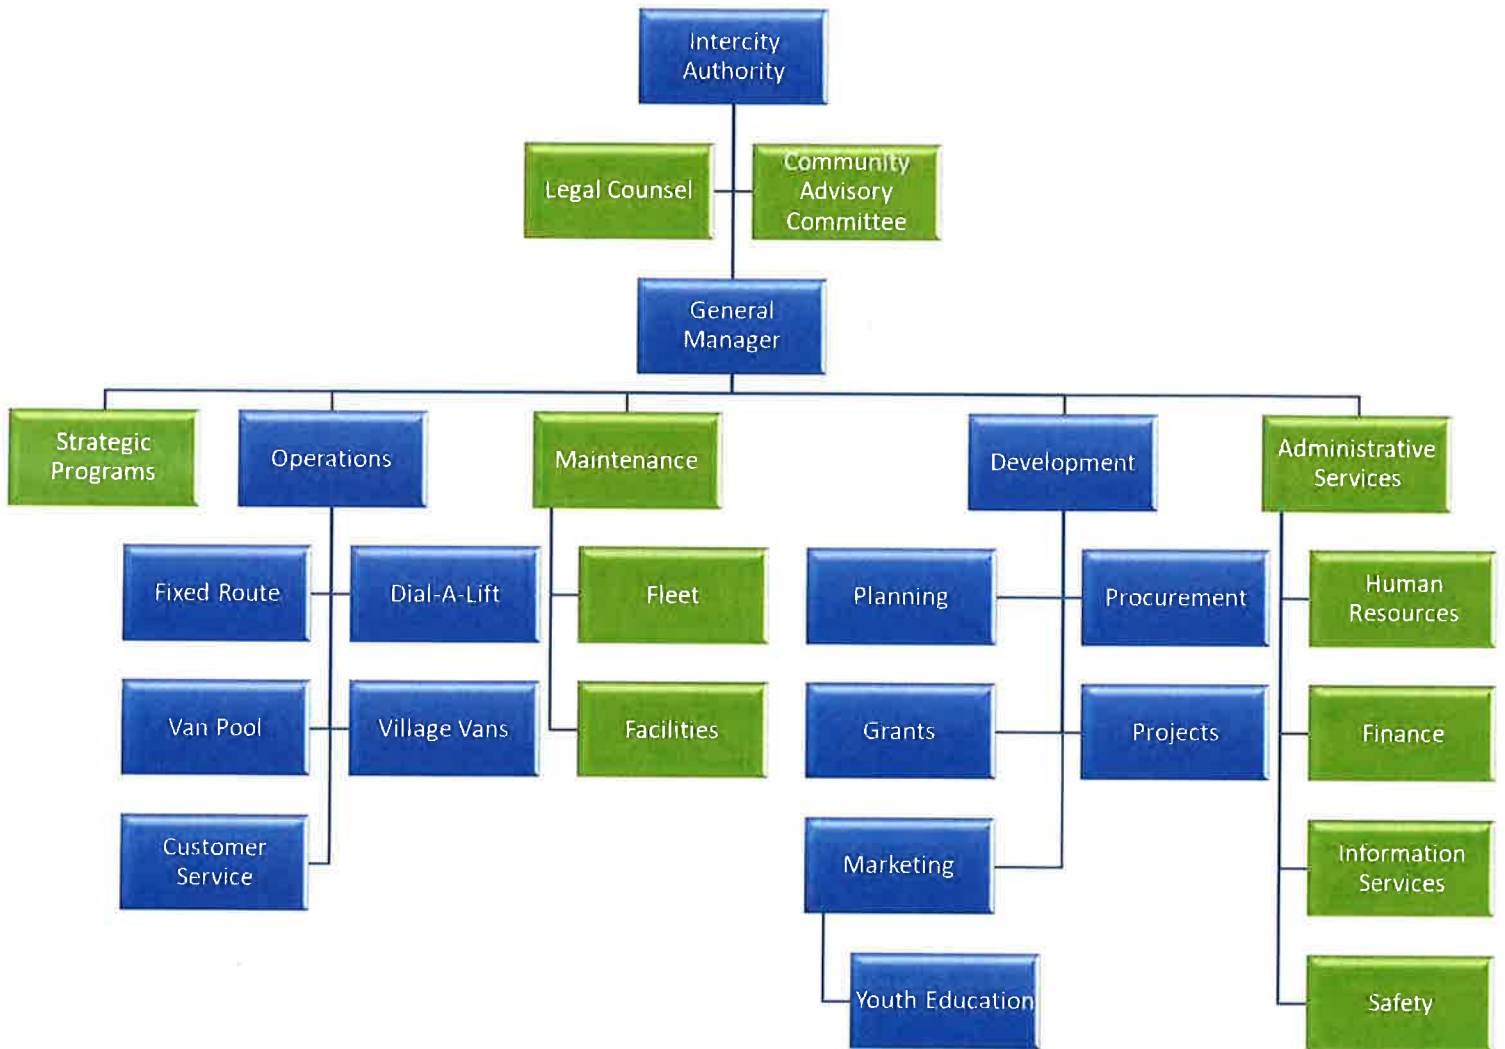 Intercity
Authority
Legal Counsel
Community
Advisory
Committee
General
Manager
Strategic
Programs
Operations
Maintenance
Development
Administrative
Services
Fixed Route
Dial-A-Lift
Fleet
Planning
Procurement
Human
Resources
Van Pool
Village Vans
Facilities
Grants
Projects
Finance
Customer
Service
Marketing
Information
Services
Youth Education
Safety